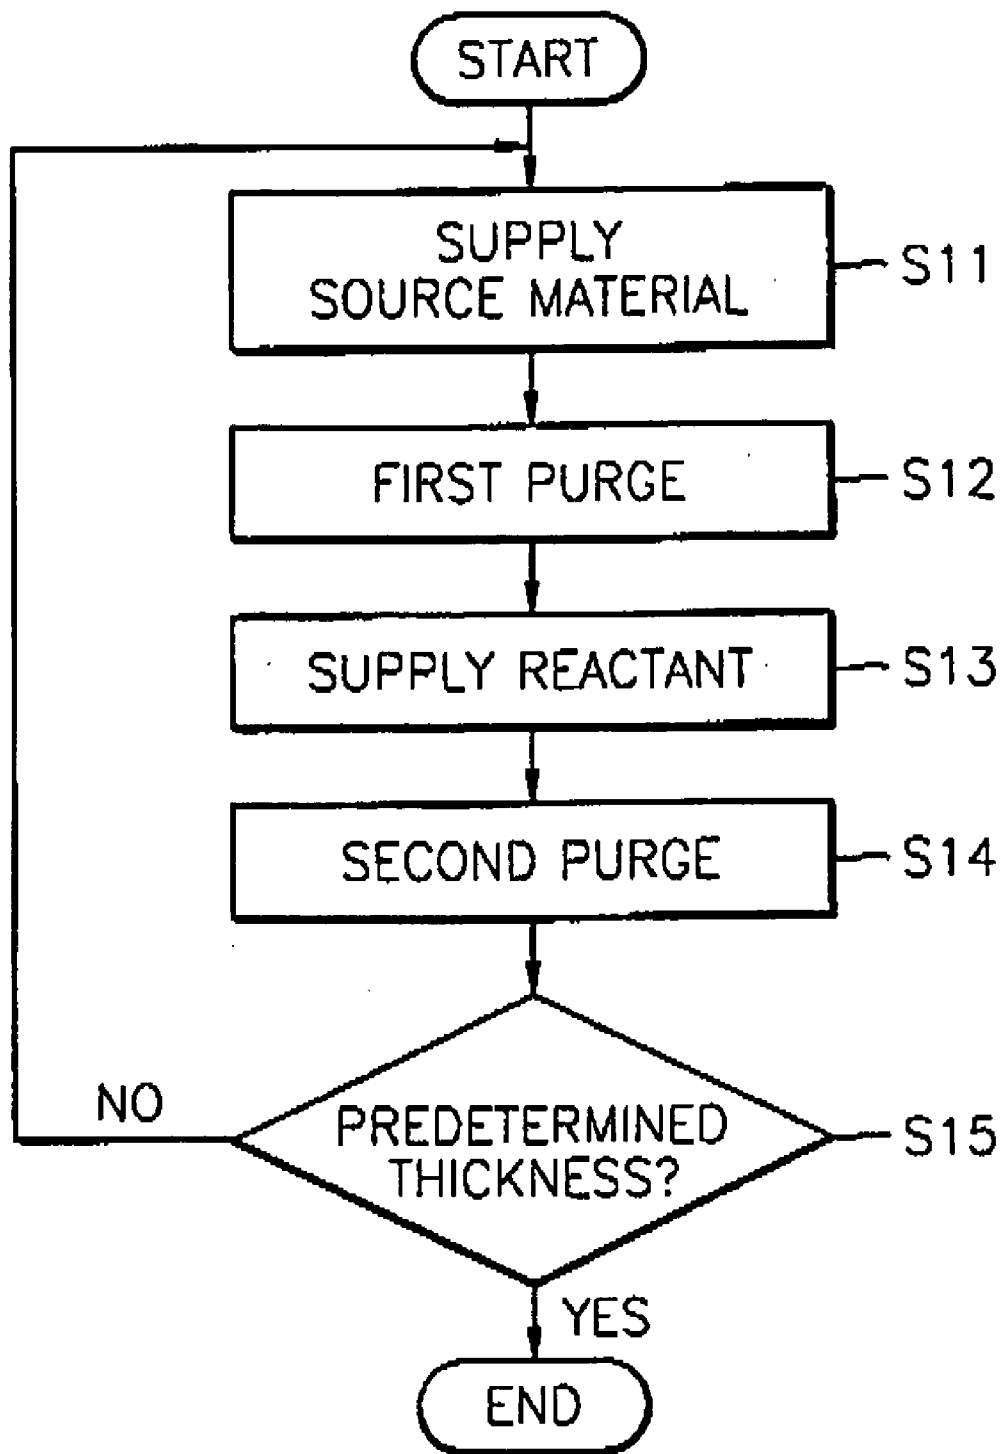 START
SUPPLY
SOURCE MATERIAL
S11
FIRST PURGE
S12
SUPPLY REACTANT
S13
SECOND PURGE
S14
NO
PREDETERMINED
THICKNESS?
S15
YES
END